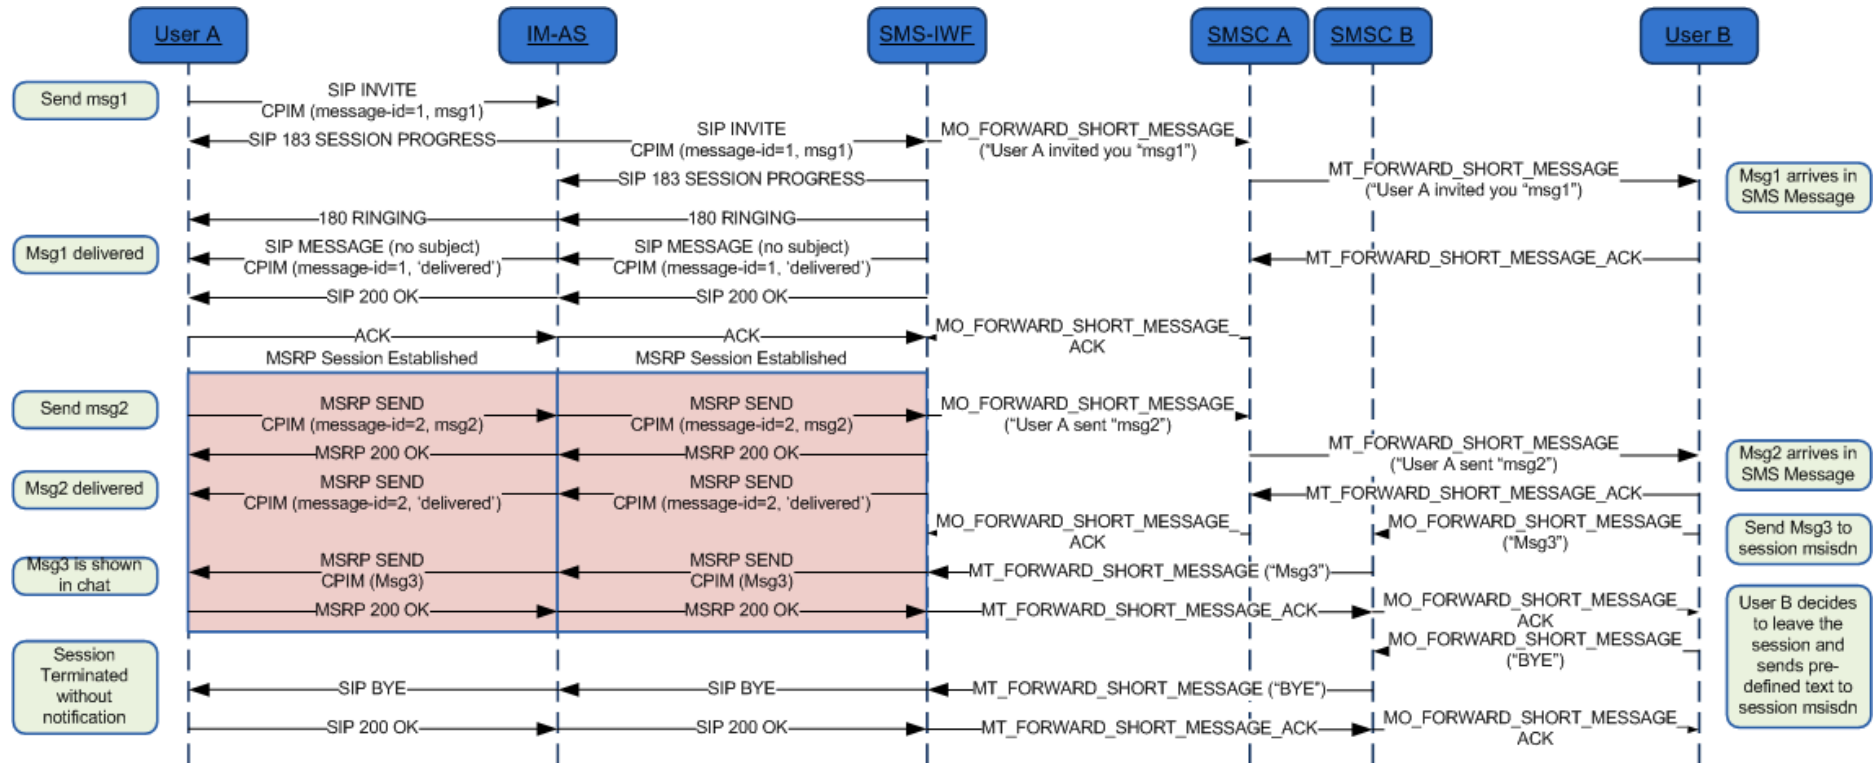 User A
IM-AS
SMS-IWF
SMSC A
SMSC B
User B
Send msg1
SIP INVITE
CPIM (message-id=1, msg1)
SIP 183 SESSION PROGRESS
SIP INVITE
CPIM (message-id=1, msg1)
MO_FORWARD_SHORT_MESSAGE
("User A invited you “msg1”)
SIP 183 SESSION PROGRESS
MT_FORWARD_SHORT_MESSAGE
(“User A invited you “msg1”)
Msg1 arrives in
SMS Message
180 RINGING
180 RINGING
Msg1 delivered
SIP MESSAGE (no subject)
CPIM (message-id=1, ‘delivered’)
SIP MESSAGE (no subject)
CPIM (message-id=1, ‘delivered’)
MT_FORWARD_SHORT_MESSAGE_ACK
SIP 200 OK
SIP 200 OK
ACK
ACK
MO_FORWARD_SHORT_MESSAGE_
ACK
MSRP Session Established
MSRP Session Established
Send msg2
MSRP SEND
CPIM (message-id=2, msg2)
MSRP SEND
CPIM (message-id=2, msg2)
MO_FORWARD_SHORT_MESSAGE
(“User A sent “msg2”)
MSRP 200 OK
MSRP 200 OK
MT_FORWARD_SHORT_MESSAGE
(“User A sent “msg2”)
Msg2 arrives in
SMS Message
Msg2 delivered
MSRP SEND
CPIM (message-id=2, ‘delivered’)
MSRP SEND
CPIM (message-id=2, ‘delivered’)
MT_FORWARD_SHORT_MESSAGE_ACK
MO_FORWARD_SHORT_MESSAGE_
ACK
MO_FORWARD_SHORT_MESSAGE_
(“Msg3”)
Send Msg3 to
session msisdn
Msg3 is shown
in chat
MSRP SEND
CPIM (Msg3)
MSRP SEND
CPIM (Msg3)
MT_FORWARD_SHORT_MESSAGE (“Msg3”)
MSRP 200 OK
MSRP 200 OK
MT_FORWARD_SHORT_MESSAGE_ACK
MO_FORWARD_SHORT_MESSAGE_
ACK
User B decides
to leave the
session and
sends pre-
defined text to
session msisdn
MO_FORWARD_SHORT_MESSAGE_
(“BYE”)
Session
Terminated
without
notification
SIP BYE
SIP BYE
MT_FORWARD_SHORT_MESSAGE (“BYE”)
SIP 200 OK
SIP 200 OK
MT_FORWARD_SHORT_MESSAGE_ACK
MO_FORWARD_SHORT_MESSAGE_
ACK